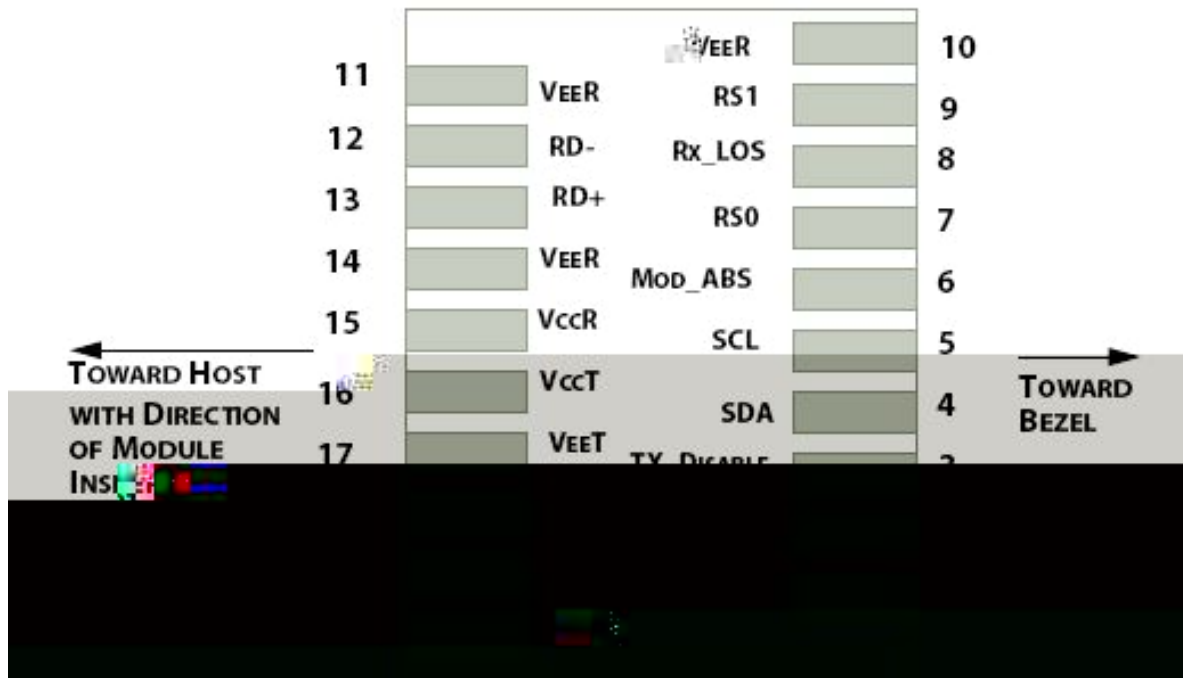 VEER 10
11 VEER RS1 9
12 RD- Rx_LOS 8
13 RD+ RS0 7
14 VEER MOD_ABS 6
15 VCCR SCL 5
TOWARD HOST
WITH DIRECTION
OF MODULE
16 VCCT SDA 4
17 VEET TX_DISABLE
TOWARD
BEZEL